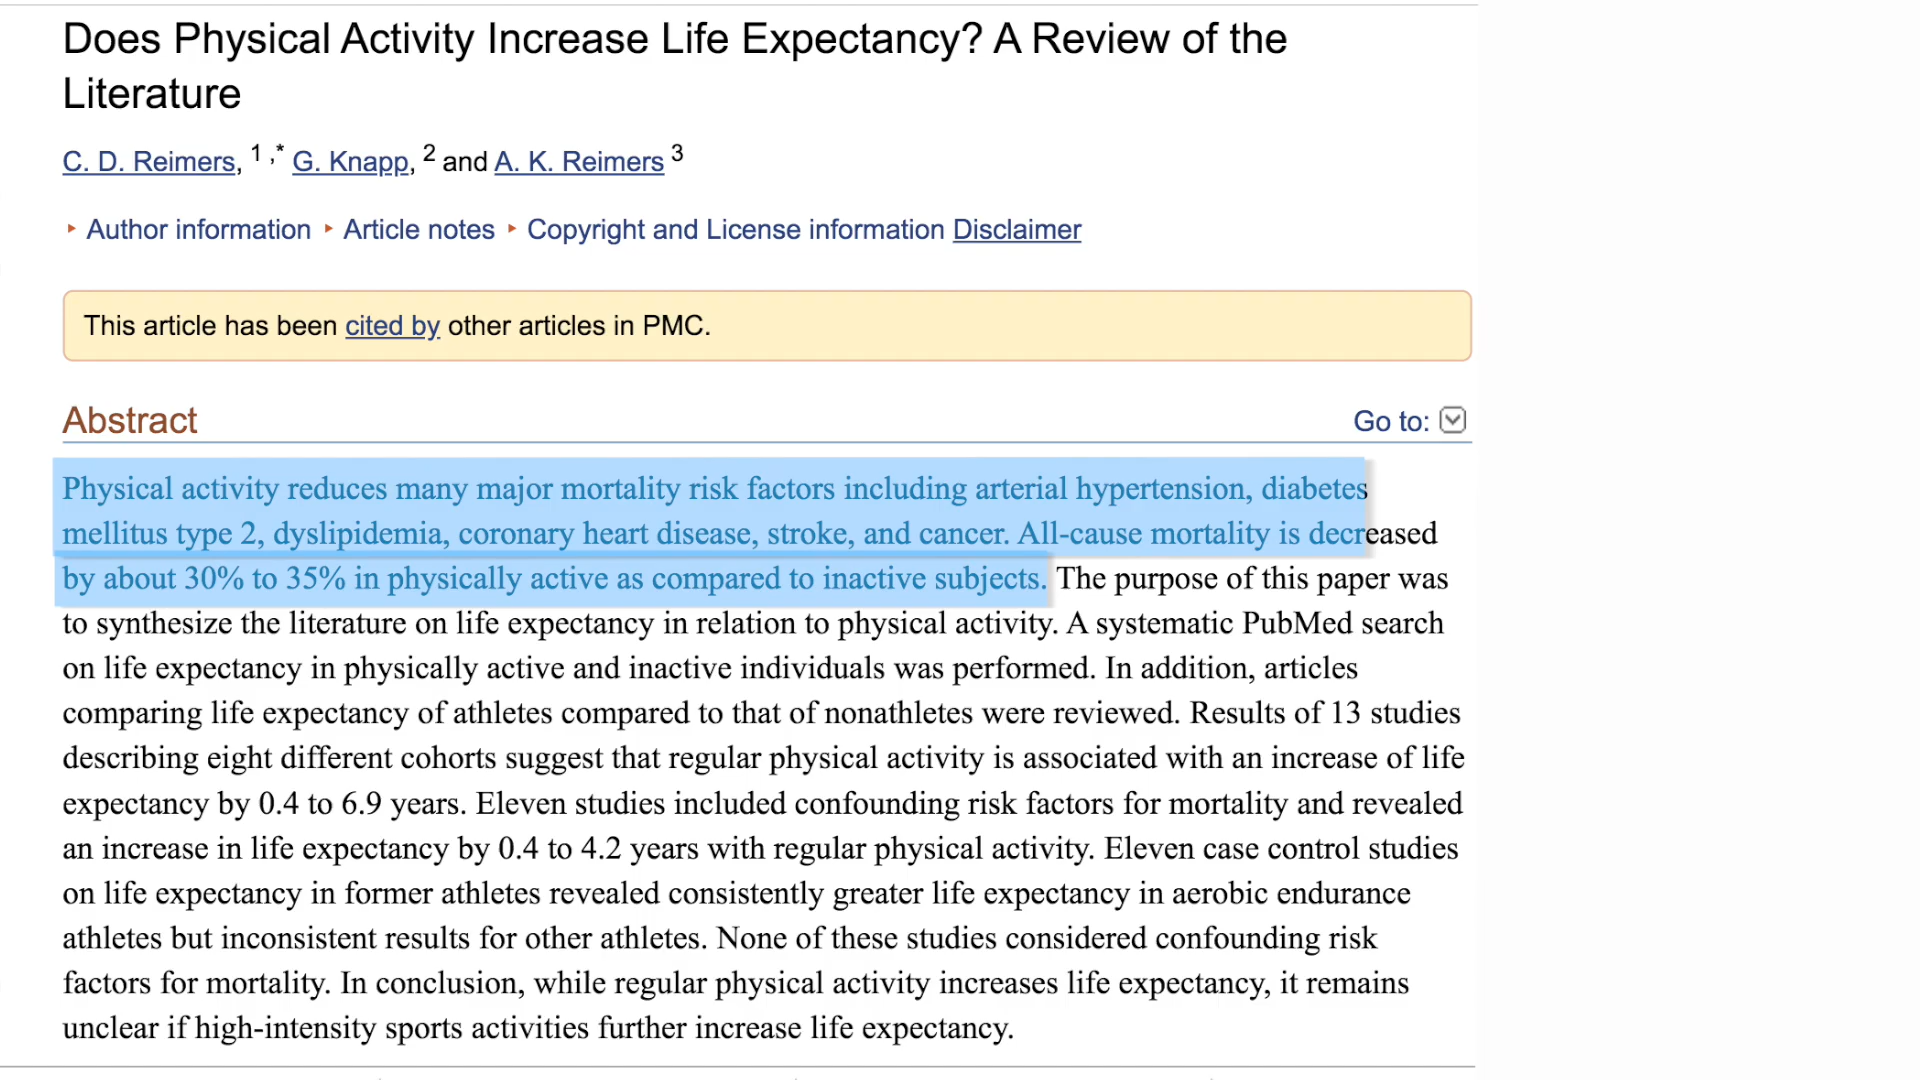 Does Physical Activity Increase Life Expectancy? A Review of the
Literature
C. D. Reimers, 1,* G. Knapp, 2 and A. K. Reimers 3
Author information Article notes Copyright and License information Disclaimer
This article has been cited by other articles in PMC.
Abstract
Go to:
Physical activity reduces many major mortality risk factors including arterial hypertension, diabetes
mellitus type 2, dyslipidemia, coronary heart disease, stroke, and cancer. All-cause mortality is decreased
by about 30% to 35% in physically active as compared to inactive subjects. The purpose of this paper was
to synthesize the literature on life expectancy in relation to physical activity. A systematic PubMed search
on life expectancy in physically active and inactive individuals was performed. In addition, articles
comparing life expectancy of athletes compared to that of nonathletes were reviewed. Results of 13 studies
describing eight different cohorts suggest that regular physical activity is associated with an increase of life
expectancy by 0.4 to 6.9 years. Eleven studies included confounding risk factors for mortality and revealed
an increase in life expectancy by 0.4 to 4.2 years with regular physical activity. Eleven case control studies
on life expectancy in former athletes revealed consistently greater life expectancy in aerobic endurance
athletes but inconsistent results for other athletes. None of these studies considered confounding risk
factors for mortality. In conclusion, while regular physical activity increases life expectancy, it remains
unclear if high-intensity sports activities further increase life expectancy.